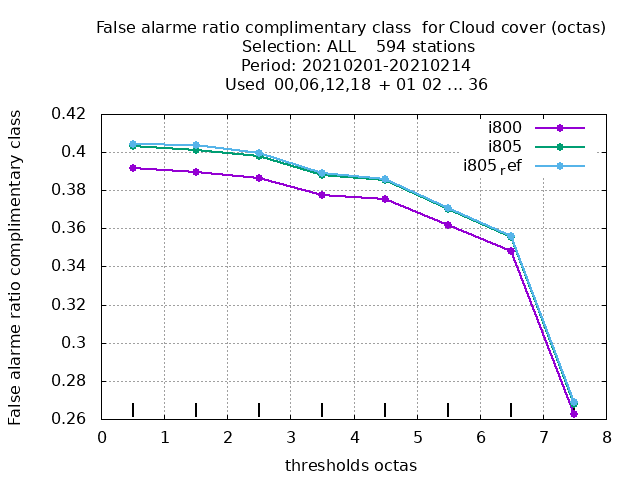 False alarme ratio complimentary class  for Cloud cover (octas)
Selection: ALL    594 stations
Period: 20210201-20210214
Used  00,06,12,18  + 01 02 ... 36
False alarme ratio complimentary class
0.42
0.4
0.38
0.36
0.34
0.32
0.3
0.28
0.26
i800
i805
i805ref
0 1 2 3 4 5 6 7 8
thresholds octas